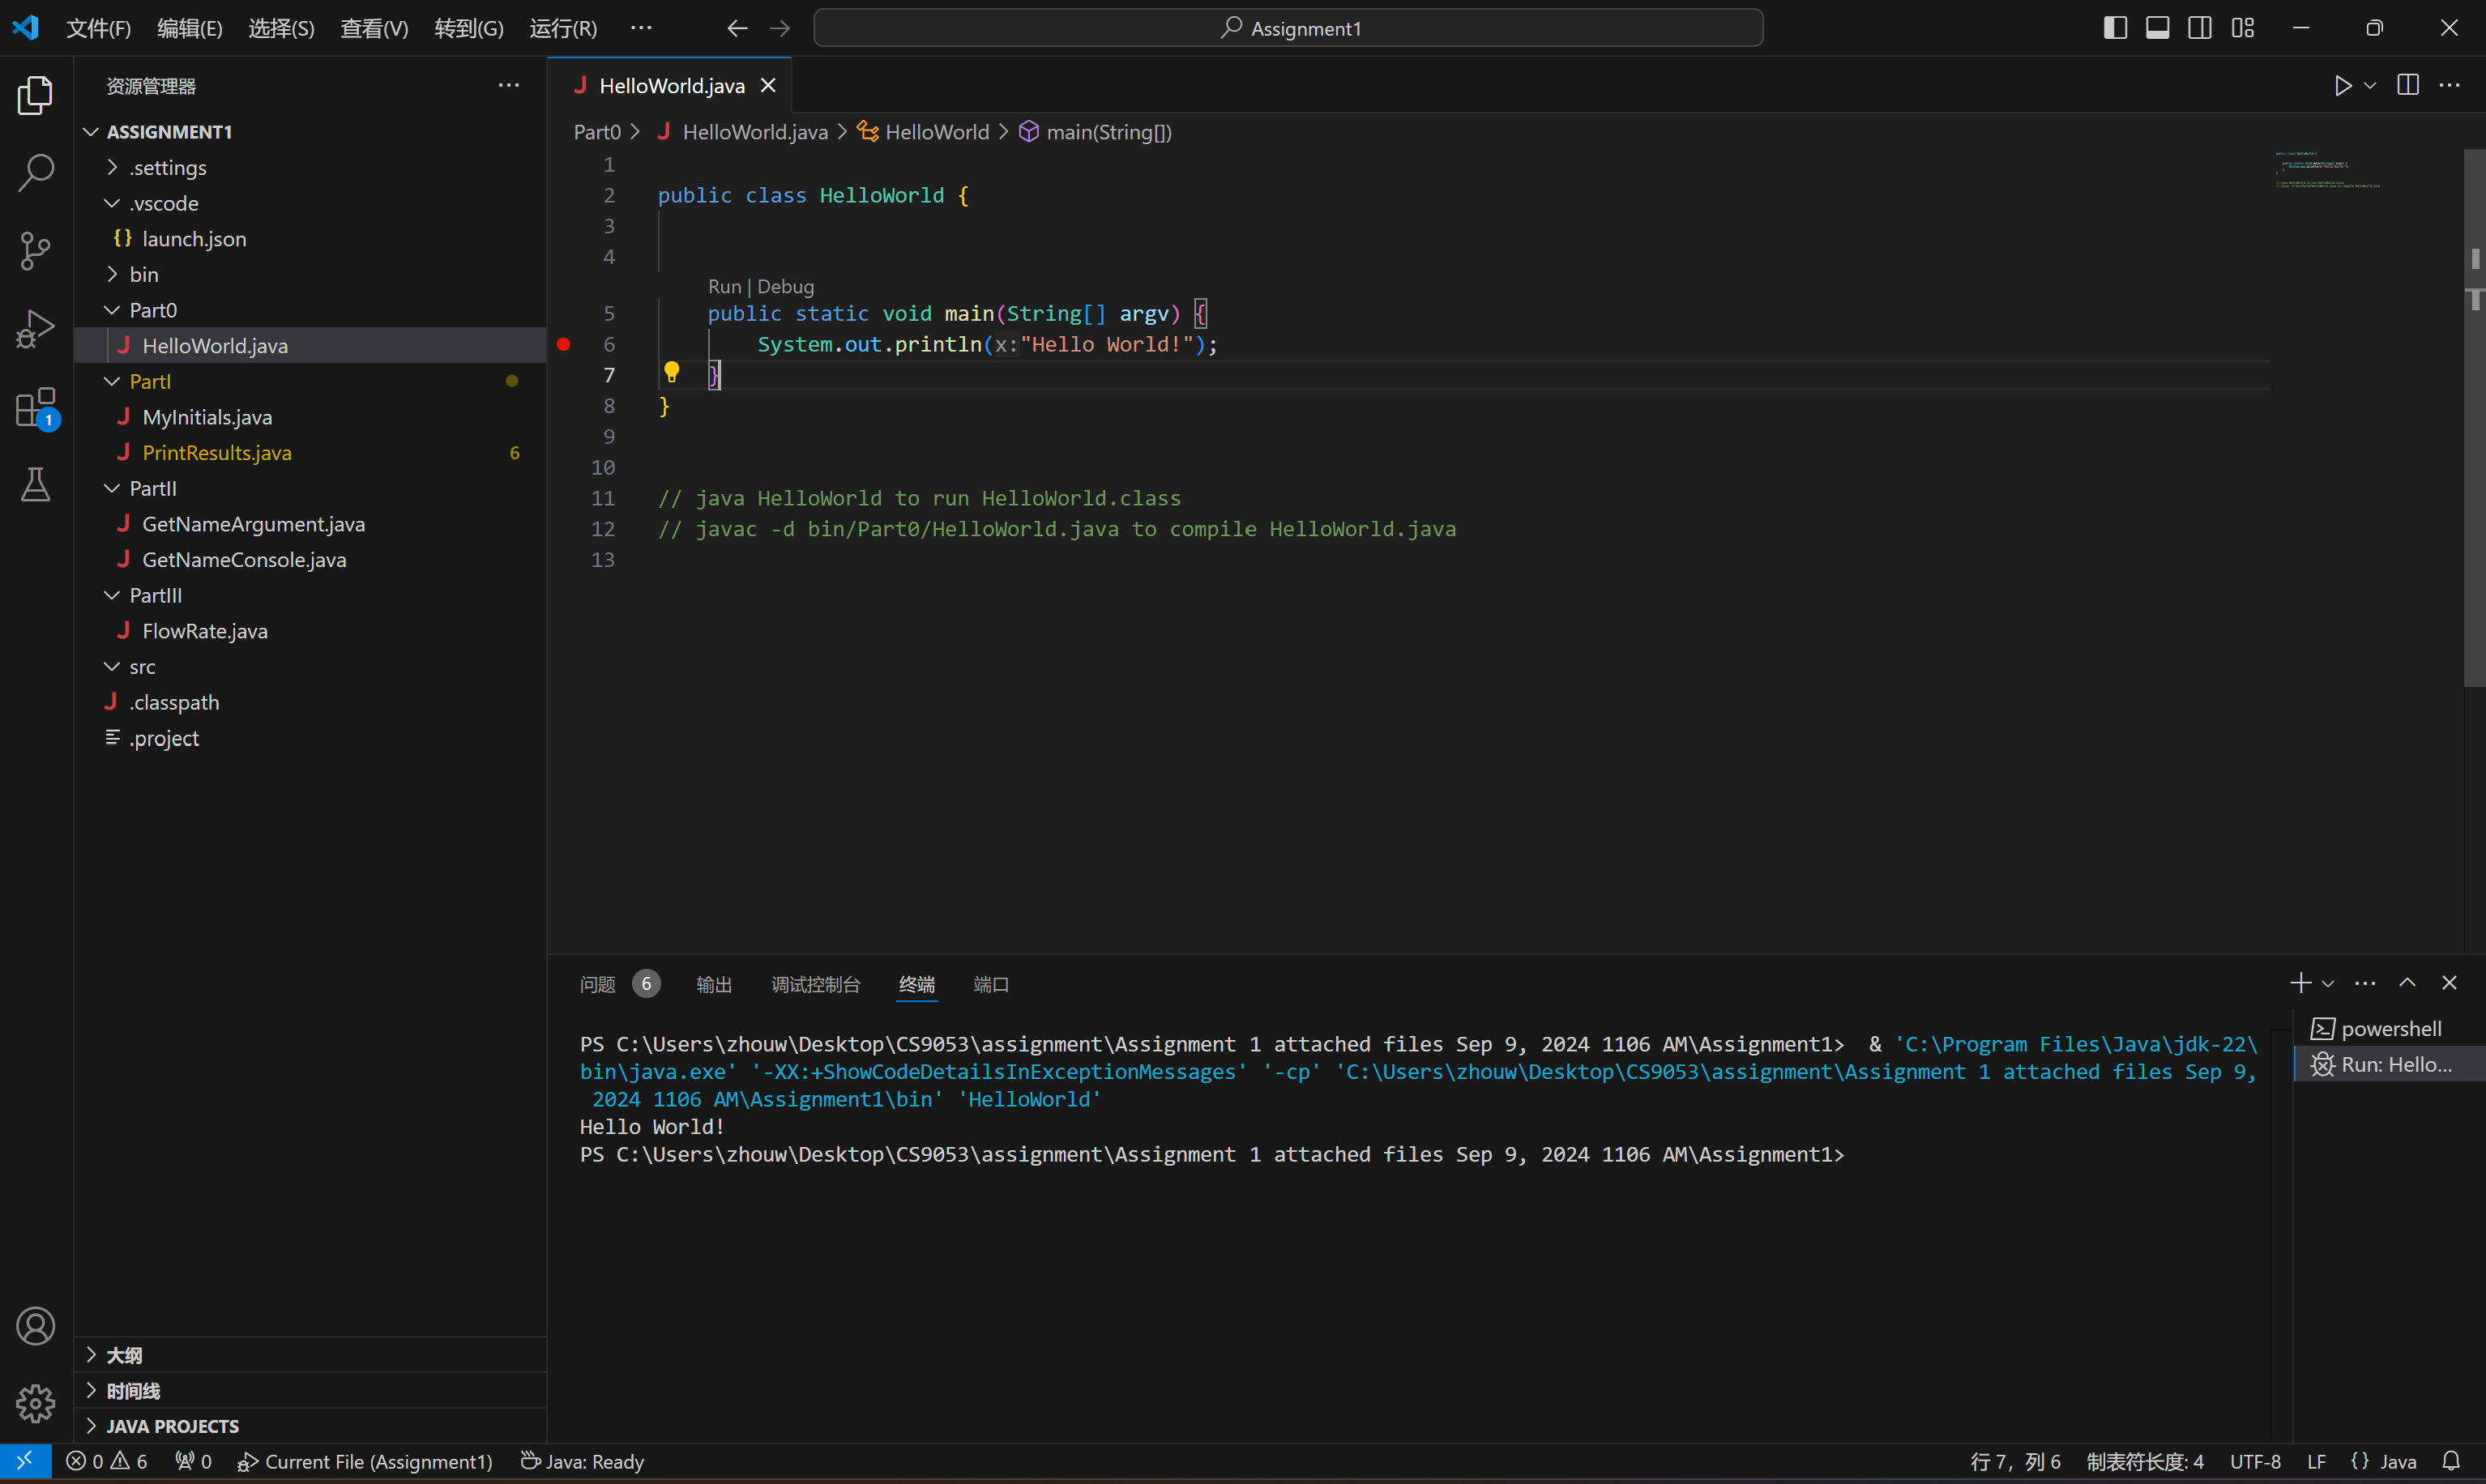 文件(F) 编辑(E) 选择(S) 查看(V) 转到(G) 运行(R) ··· Assignment1
资源管理器 ···
ASSIGNMENT1
.settings
.vscode
{} launch.json
bin
Part0
J HelloWorld.java
PartI
J MyInitials.java
J PrintResults.java 6
PartII
J GetNameArgument.java
J GetNameConsole.java
PartIII
J FlowRate.java
src
J .classpath
.project
大纲
时间线
JAVA PROJECTS
1
J HelloWorld.java
Part0 > J HelloWorld.java > HelloWorld > main(String[])
1
2 public class HelloWorld {
3
4
Run | Debug
5 public static void main(String[] argv) {
6 System.out.println(x:"Hello World!");
7 }
8 }
9
10
11 // java HelloWorld to run HelloWorld.class
12 // javac -d bin/Part0/HelloWorld.java to compile HelloWorld.java
13
问题 6 输出 调试控制台 终端 端口
PS C:\Users\zhouw\Desktop\CS9053\assignment\Assignment 1 attached files Sep 9, 2024 1106 AM\Assignment1> & 'C:\Program Files\Java\jdk-22\
bin\java.exe' '-XX:+ShowCodeDetailsInExceptionMessages' '-cp' 'C:\Users\zhouw\Desktop\CS9053\assignment\Assignment 1 attached files Sep 9,
2024 1106 AM\Assignment1\bin' 'HelloWorld'
Hello World!
PS C:\Users\zhouw\Desktop\CS9053\assignment\Assignment 1 attached files Sep 9, 2024 1106 AM\Assignment1>
powershell
Run: Hello...
0 6 0 Current File (Assignment1) Java: Ready 行 7，列 6 制表符长度: 4 UTF-8 LF {} Java